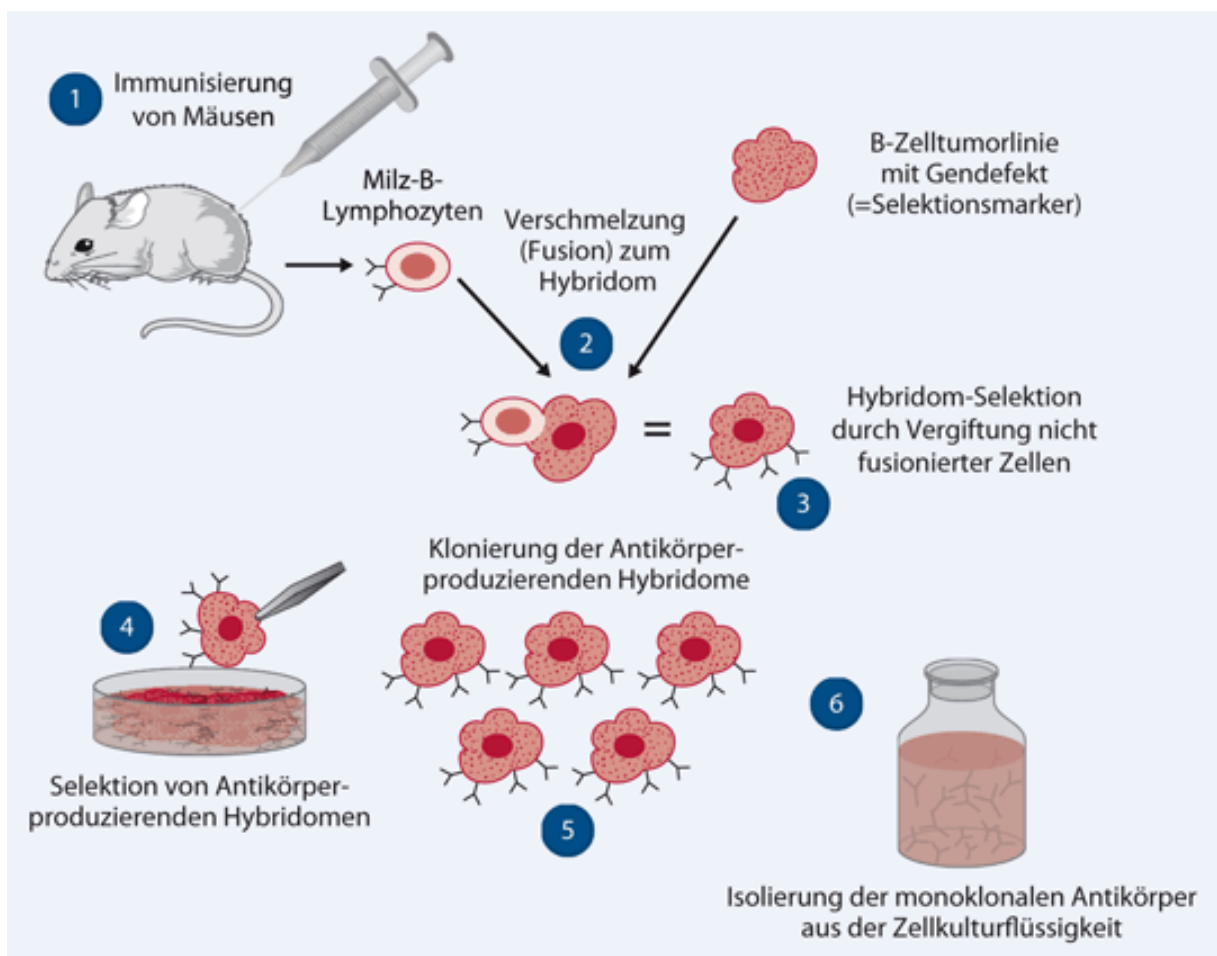 1
Immunisierung
von Mäusen
Milz-B-
Lymphozyten
Verschmelzung
(Fusion) zum
Hybridom
2
B-Zelltumorlinie
mit Gendefekt
(=Selektionsmarker)
=
Hybridom-Selektion
durch Vergiftung nicht
fusionierter Zellen
3
4
Selektion von Antikörper-
produzierenden Hybridomen
Klonierung der Antikörper-
produzierenden Hybridome
5
6
Isolierung der monoklonalen Antikörper
aus der Zellkulturflüssigkeit